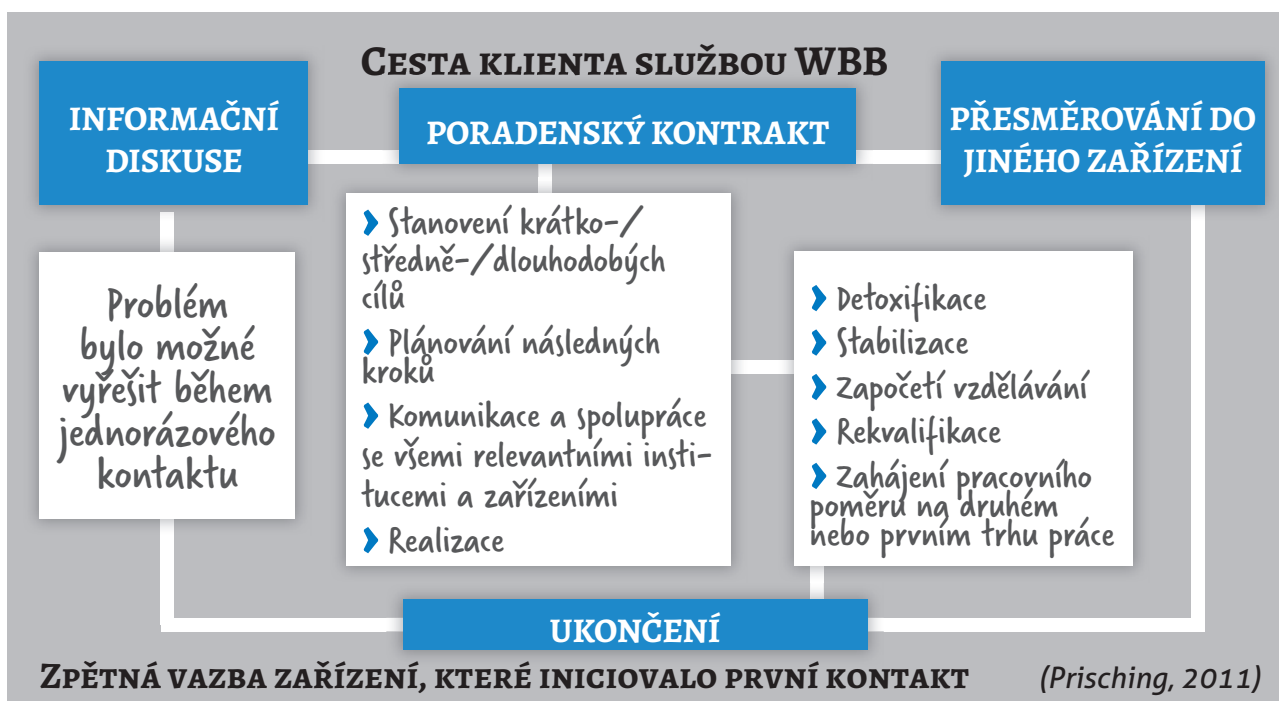 Cesta klienta službou WBB
INFORMAČNÍ
DISKUSE
PORADENSKÝ KONTRAKT
PŘESMĚROVÁNÍ DO
JINÉHO ZAŘÍZENÍ
Problém
bylo možné
vyřešit během
jednorázového
kontaktu
› Stanovení krátko-/
středně-/dlouhodobých
cílů
› Plánování následných
kroků
› Komunikace a spolupráce
se všemi relevantními insti-
tucemi a zařízeními
› Realizace
› Detoxifikace
› Stabilizace
› Započetí vzdělávání
› Rekvalifikace
› Zahájení pracovního
poměru na druhém
nebo prvním trhu práce
UKONČENÍ
Zpětná vazba zařízení, které iniciovalo první kontakt
(Prisching, 2011)